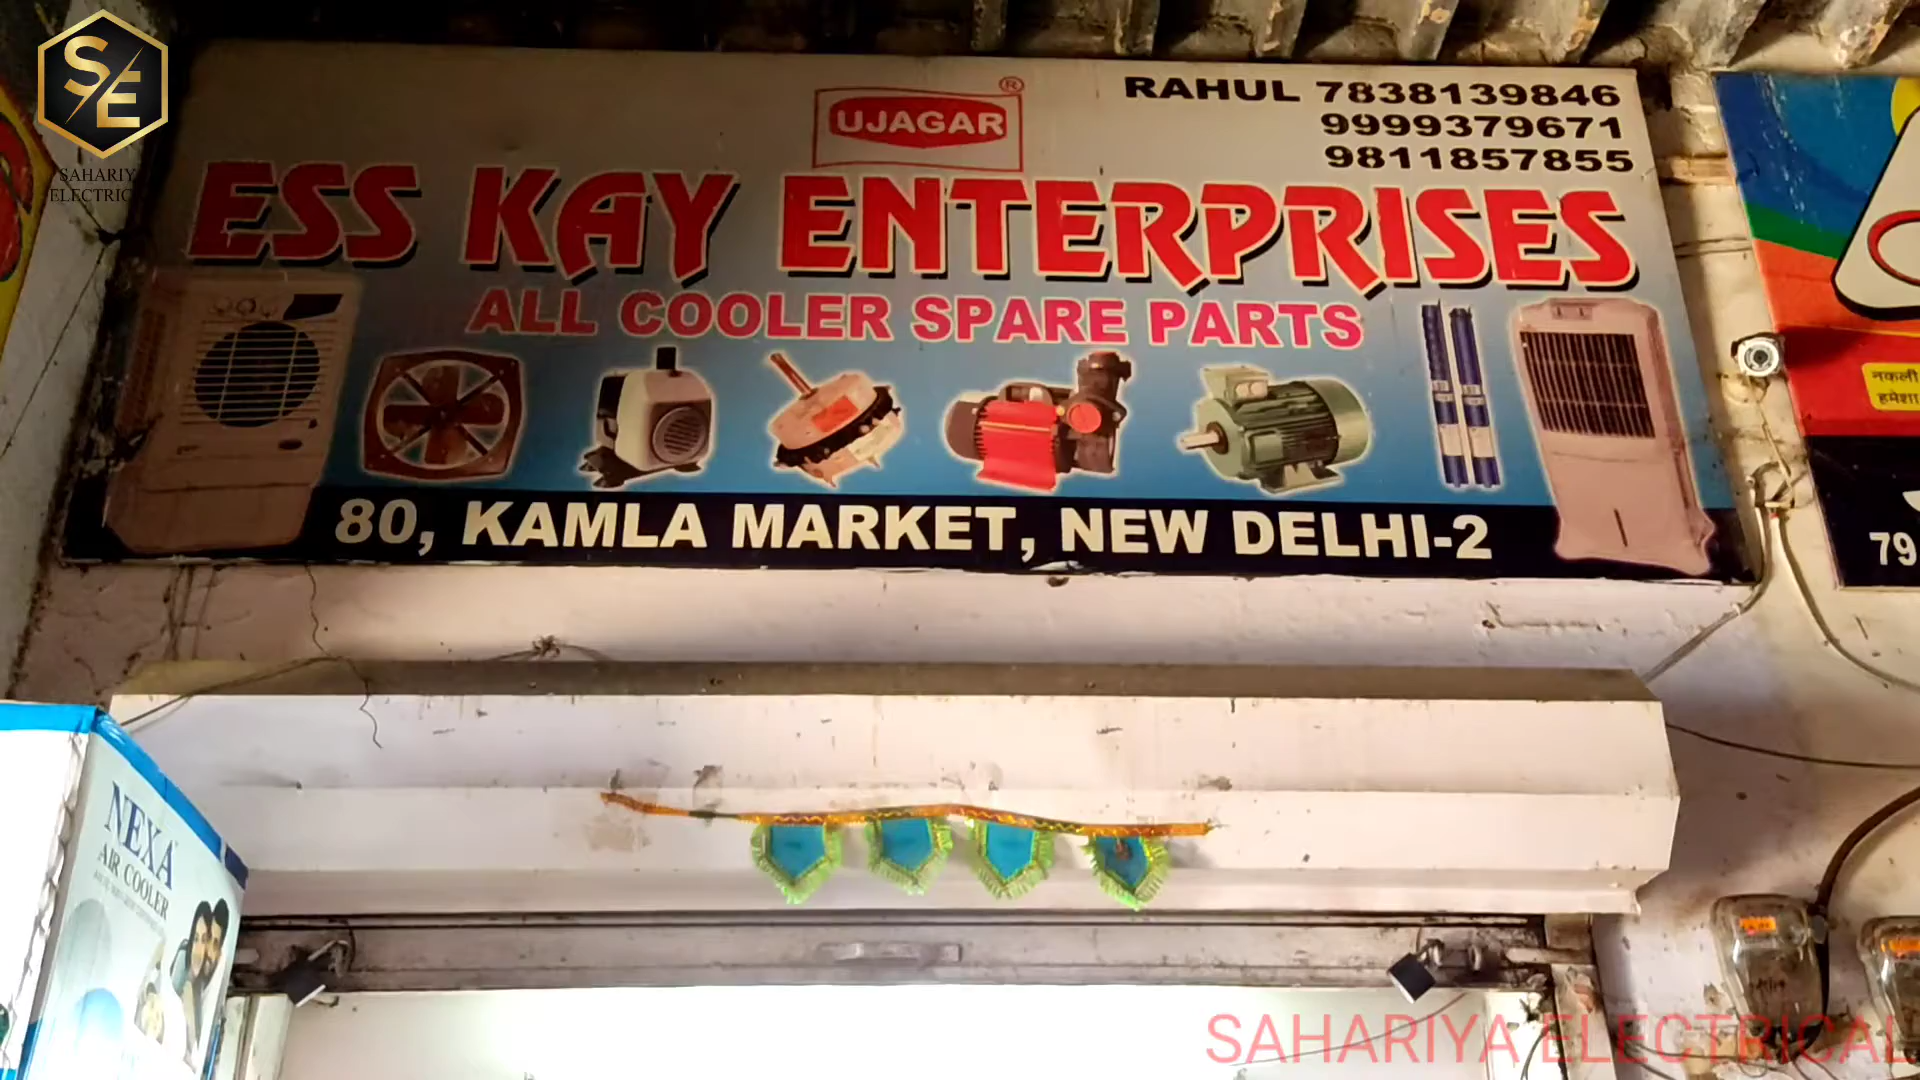 SE
SAHARIYA
ELECTRICAL
UJAGAR®
RAHUL 7838139846
9999379671
9811857855
ESS KAY ENTERPRISES
ALL COOLER SPARE PARTS
80, KAMLA MARKET, NEW DELHI-2
नकली
हमेशा
79
NEXA
AIR COOLER
SAHARIYA ELECTRICAL